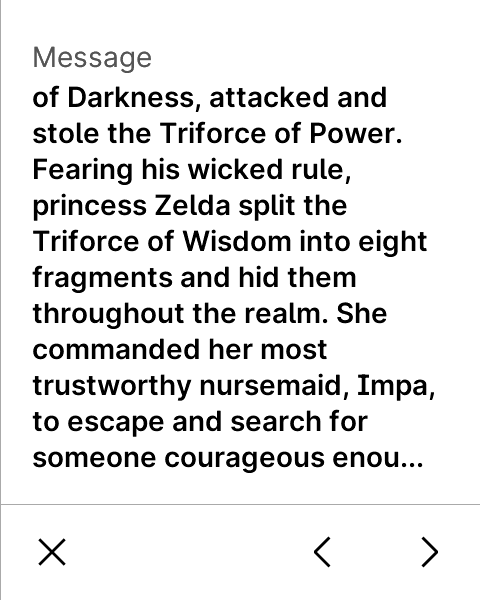 Message
of Darkness, attacked and
stole the Triforce of Power.
Fearing his wicked rule,
princess Zelda split the
Triforce of Wisdom into eight
fragments and hid them
throughout the realm. She
commanded her most
trustworthy nursemaid, Impa,
to escape and search for
someone courageous enou...